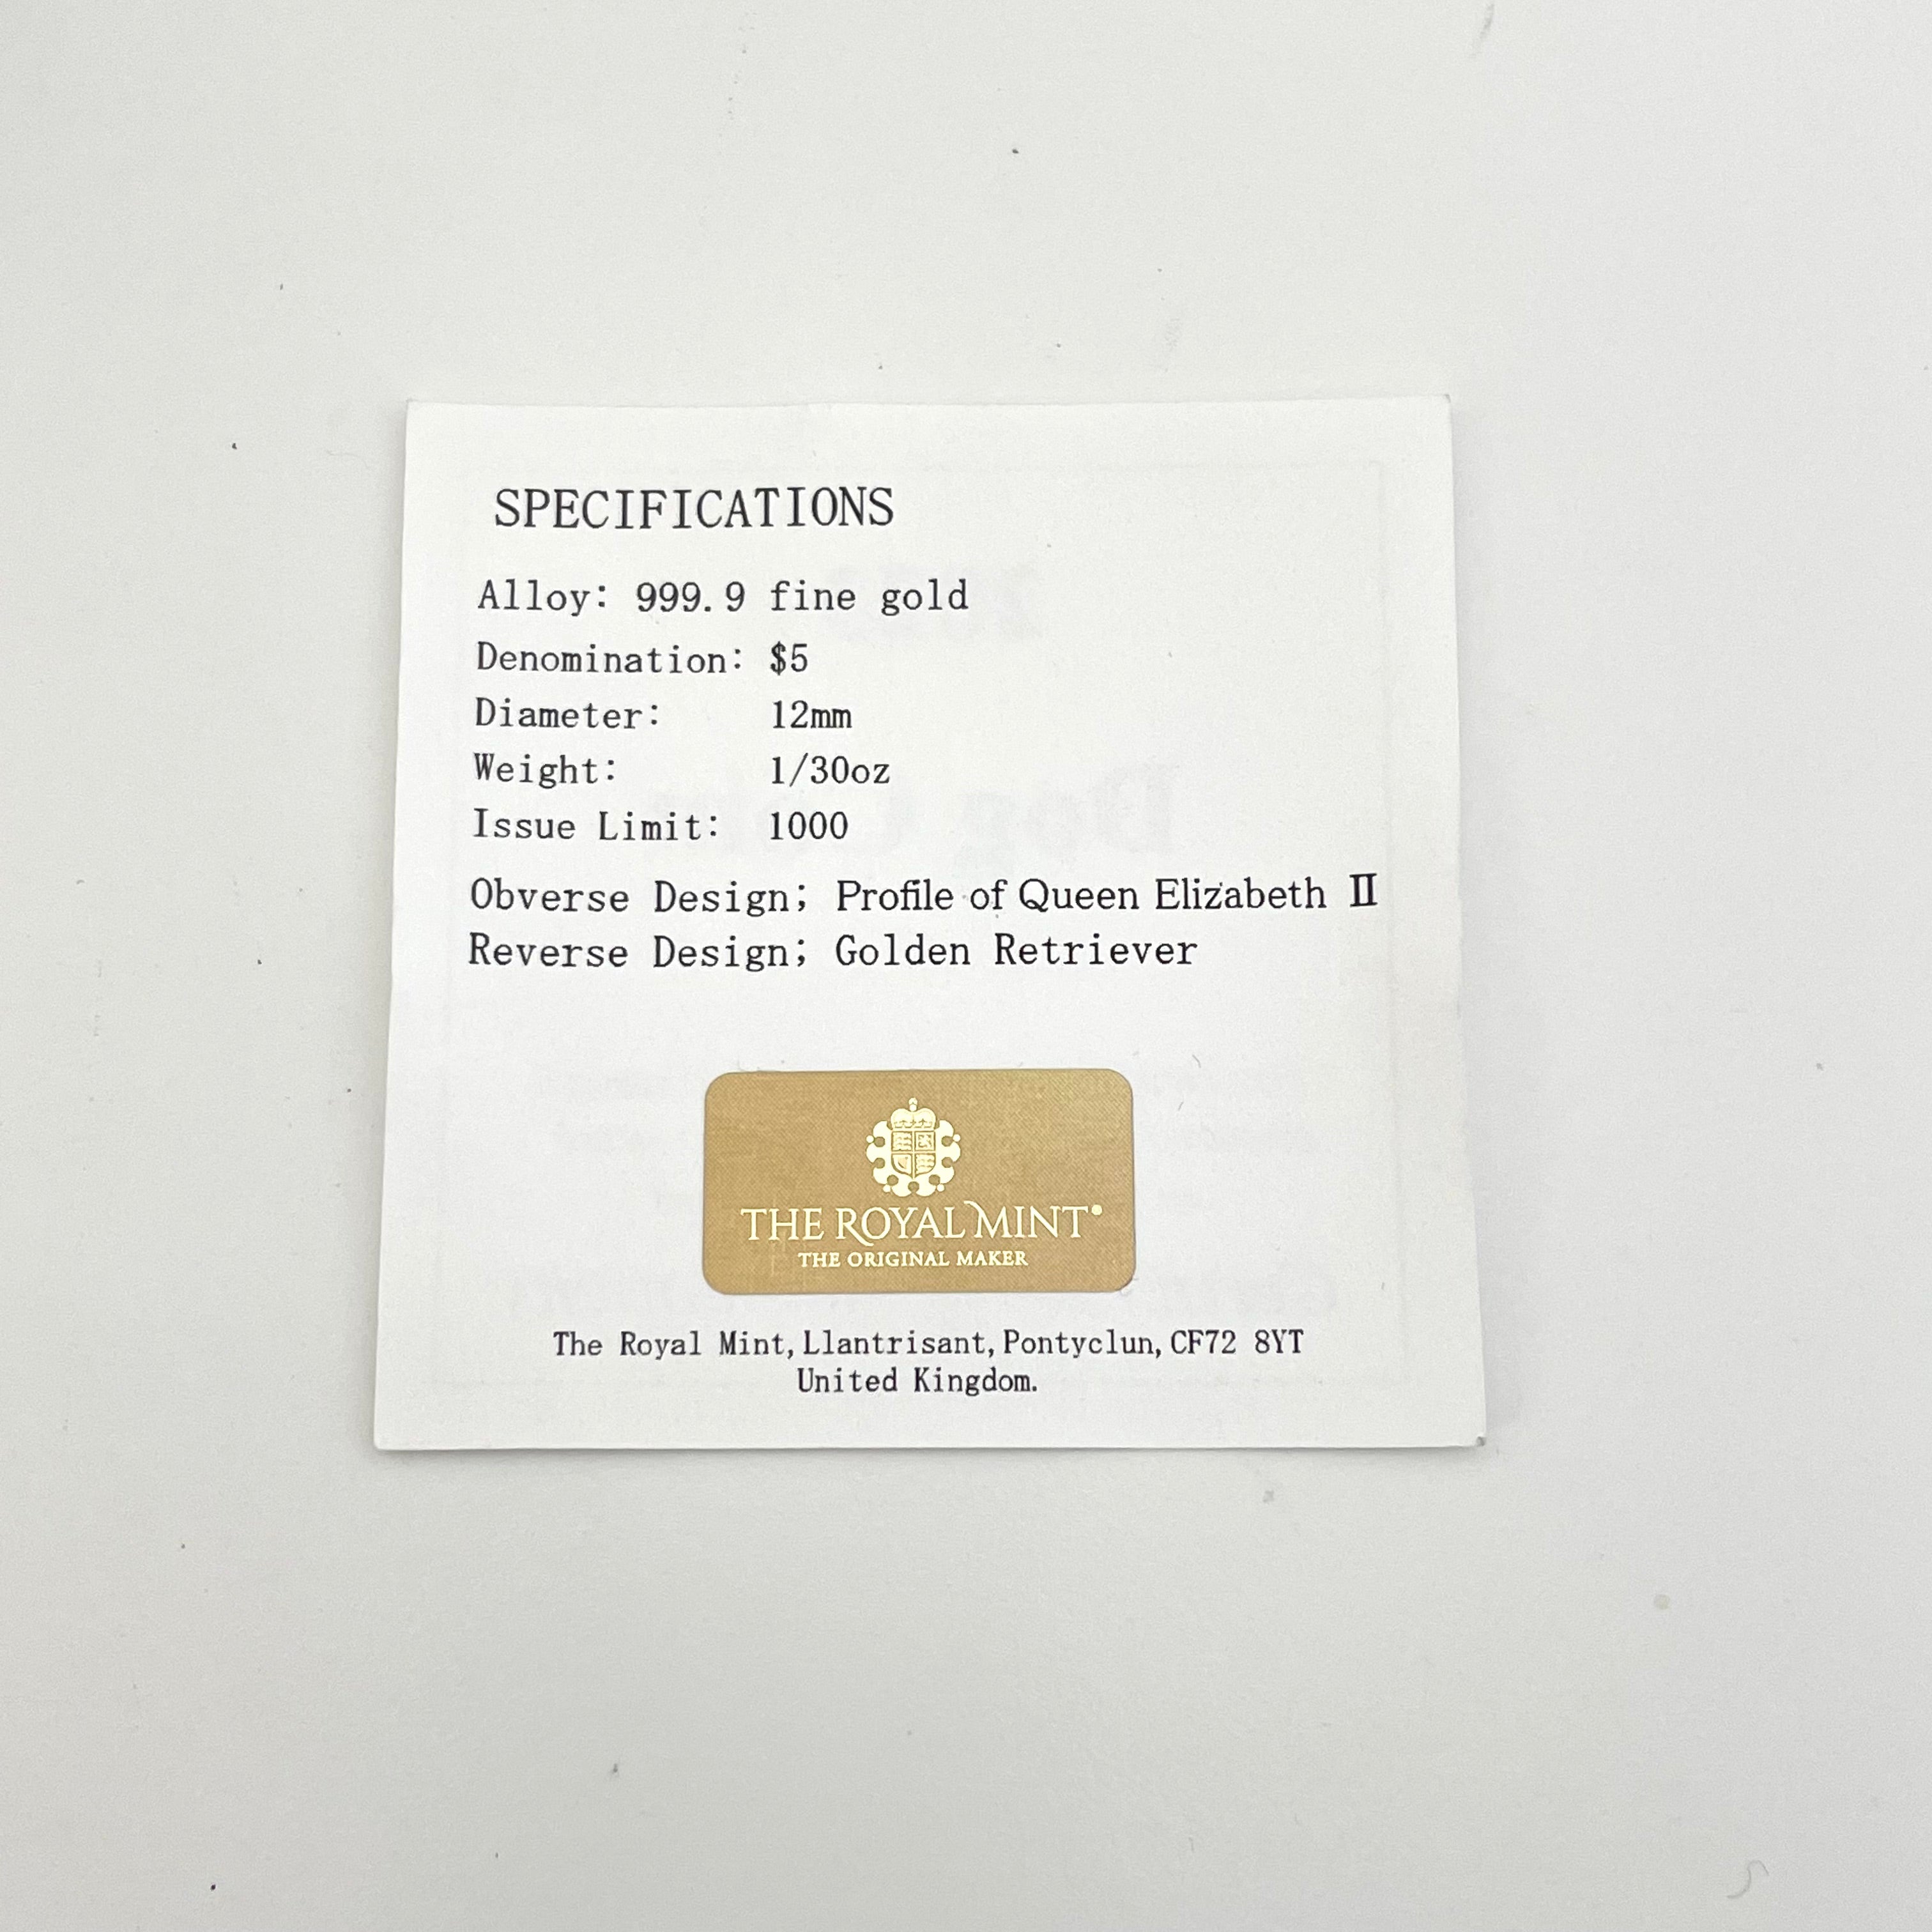 SPECIFICATIONS
Alloy: 999.9 fine gold
Denomination: $5
Diameter: 12mm
Weight: 1/30oz
Issue Limit: 1000
Obverse Design; Profile of Queen Elizabeth Ⅱ
Reverse Design; Golden Retriever
THE ROYAL MINT
THE ORIGINAL MAKER
The Royal Mint, Llantrisant, Pontyclun, CF72 8YT
United Kingdom.